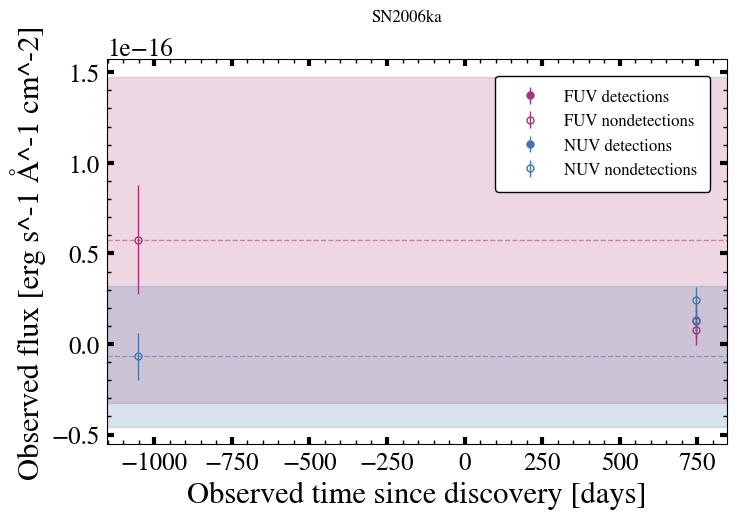 SN2006ka
1e−16
Observed flux [erg s^-1 Å^-1 cm^-2]
1.5
1.0
0.5
0.0
−0.5
FUV detections
FUV nondetections
NUV detections
NUV nondetections
−1000 −750 −500 −250 0 250 500 750
Observed time since discovery [days]